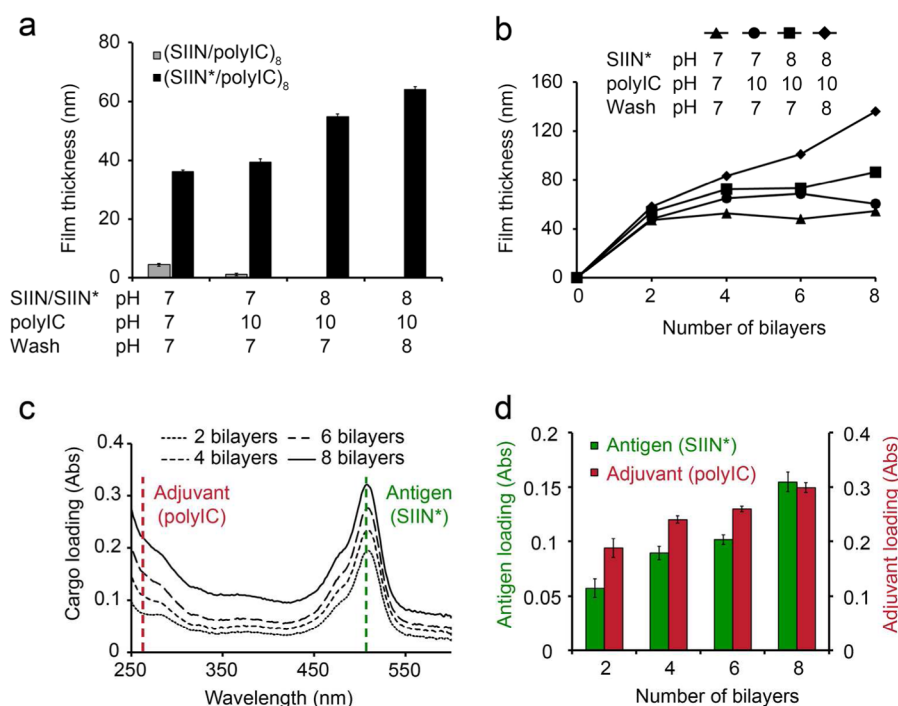 a
80
60
40
20
0
Film thickness (nm)
(SIIN/polyIC)8
(SIIN*/polyIC)8
SIIN/SIIN* pH 7 7 8 8
polyIC pH 7 10 10 10
Wash pH 7 7 7 8
b
SIIN* pH 7 7 8 8
polyIC pH 7 10 10 10
Wash pH 7 7 7 8
160
120
80
40
0
Film thickness (nm)
0 2 4 6 8
Number of bilayers
c
2 bilayers 6 bilayers
4 bilayers 8 bilayers
Adjuvant
(polyIC)
Antigen
(SIIN*)
0.4
0.3
0.2
0.1
0
Cargo loading (Abs)
250 350 450 550
Wavelength (nm)
d
Antigen (SIIN*)
Adjuvant (polyIC)
0.2
0.15
0.1
0.05
0
Antigen loading (Abs)
0.4
0.3
0.2
0.1
0
Adjuvant loading (Abs)
2 4 6 8
Number of bilayers